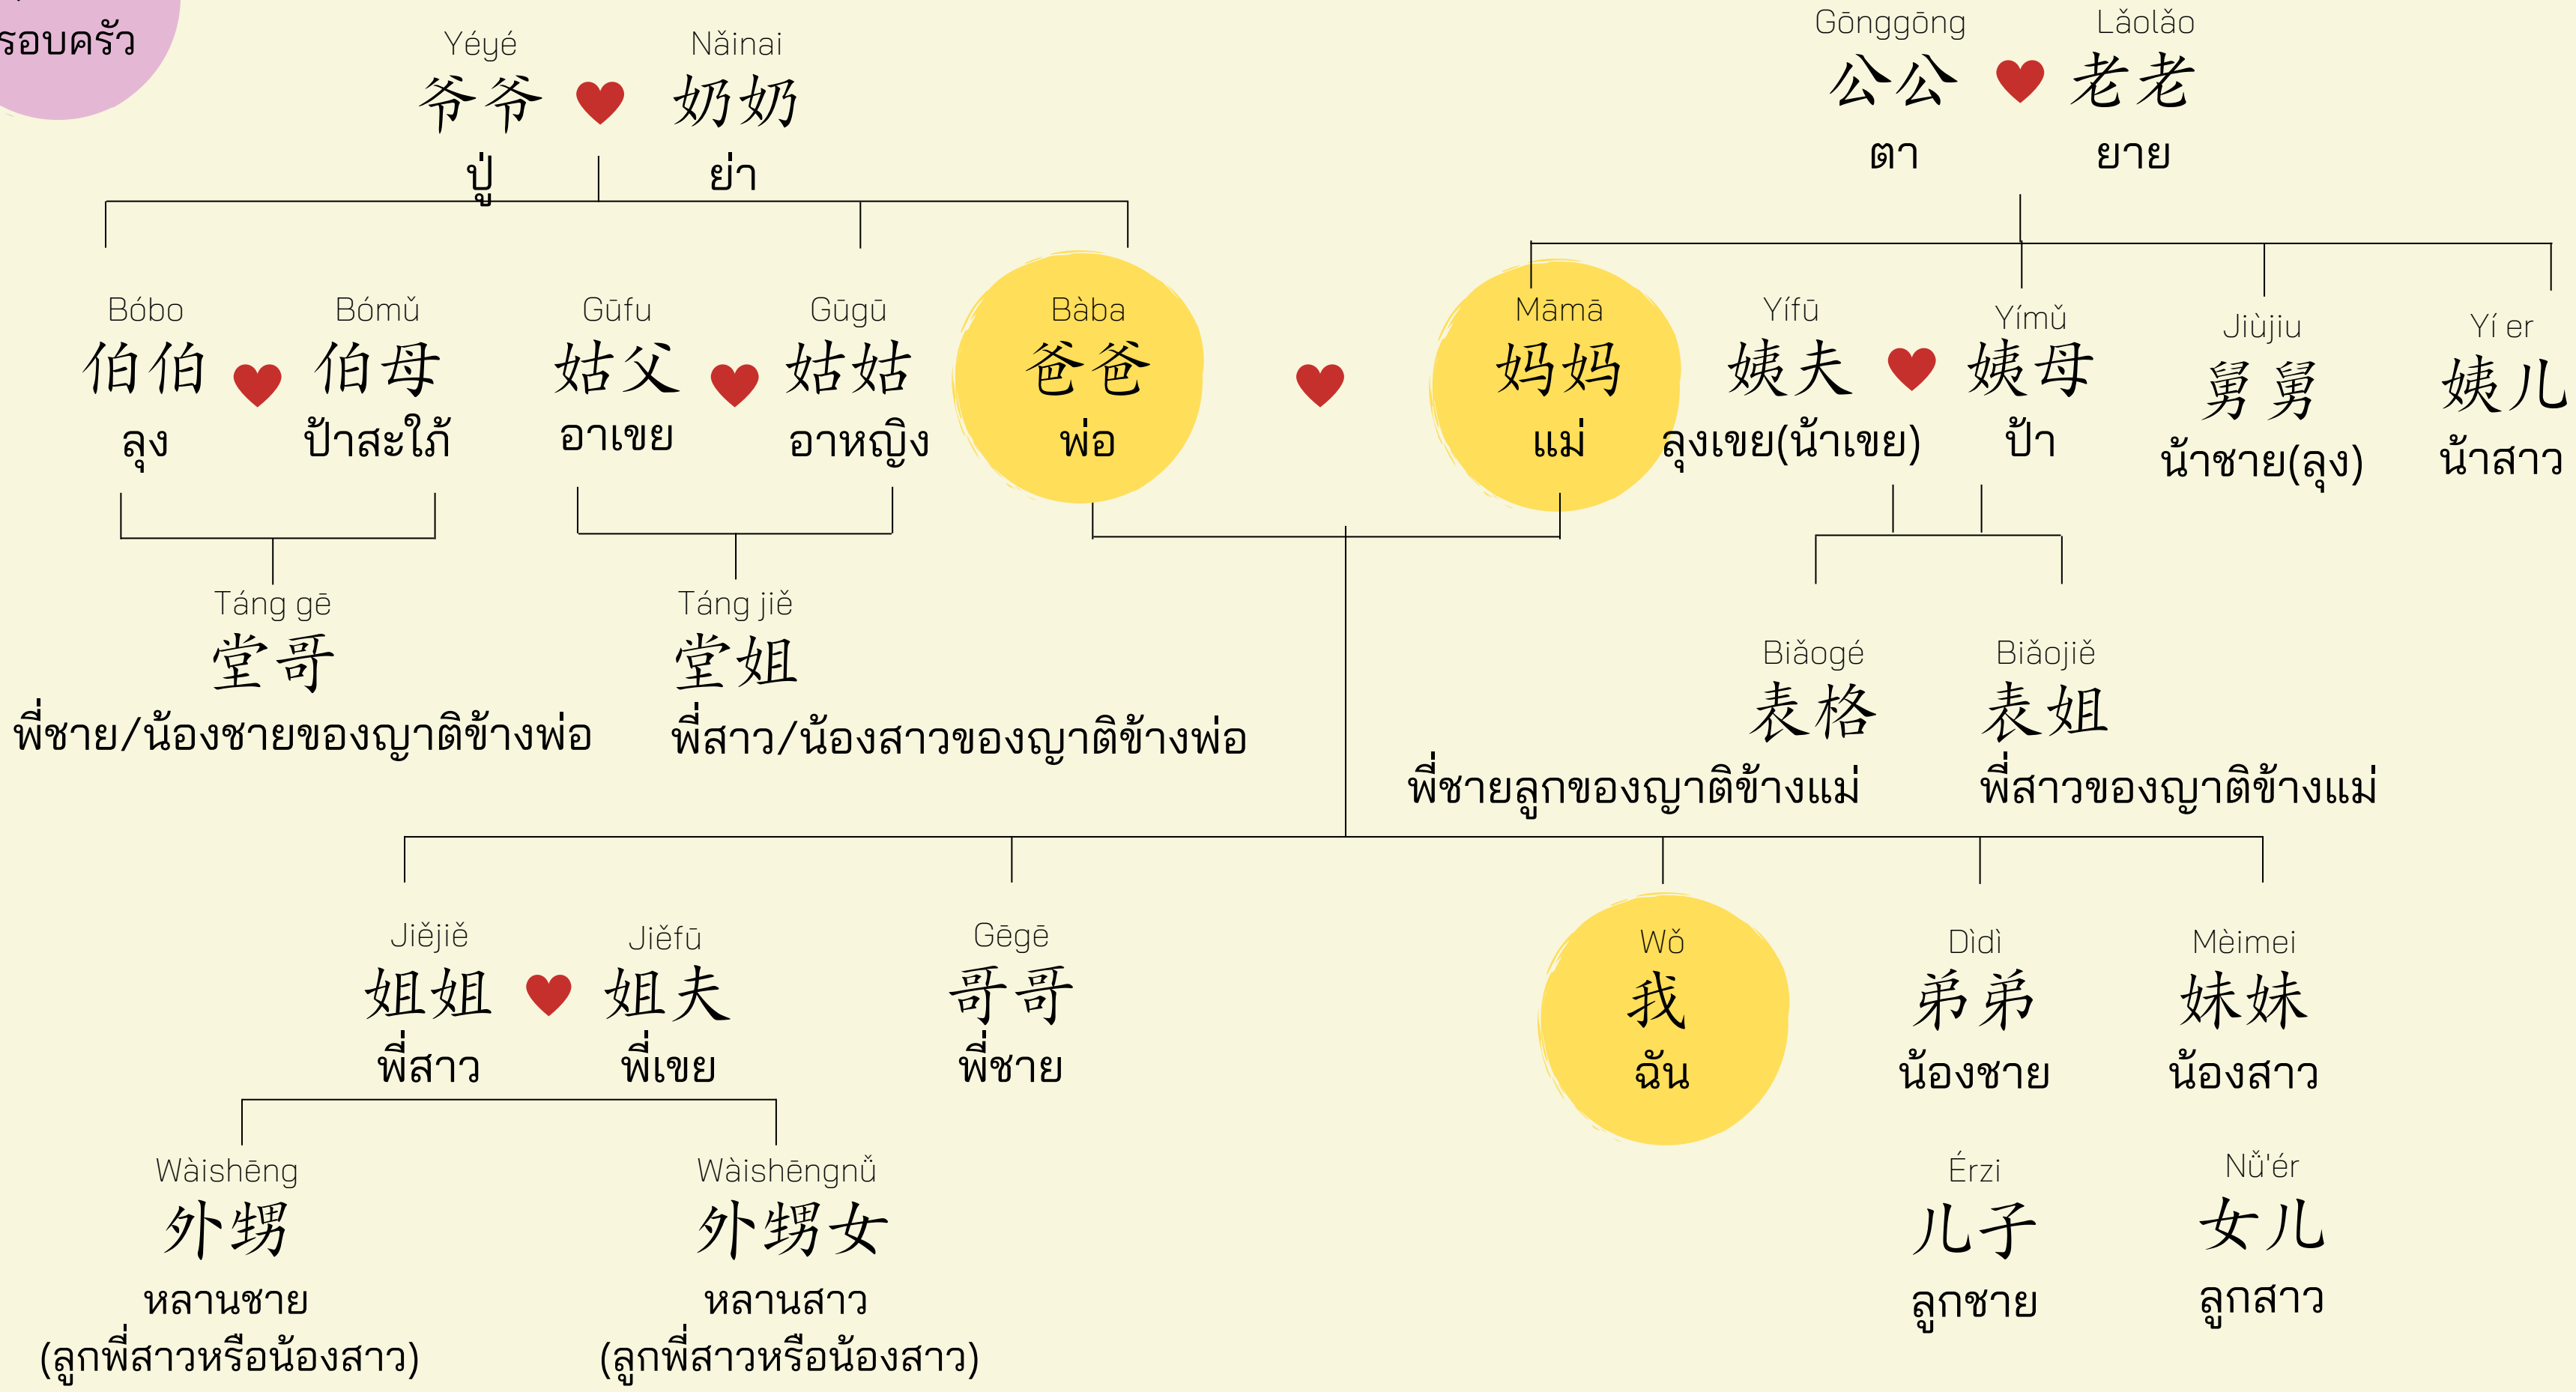 รอบครัว
Yéyé
爷爷
ปู่
Nǎinai
奶奶
ย่า
Gōnggōng
公公
ตา
Lǎolǎo
老老
ยาย
Bóbo
伯伯
ลุง
Bómǔ
伯母
ป้าสะใภ้
Gūfu
姑父
อาเขย
Gūgū
姑姑
อาหญิง
Bàba
爸爸
พ่อ
Māmā
妈妈
แม่
Yífū
姨夫
ลุงเขย(น้าเขย)
Yímǔ
姨母
ป้า
Jiùjiu
舅舅
น้าชาย(ลุง)
Yí er
姨儿
น้าสาว
Táng gē
堂哥
พี่ชาย/น้องชายของญาติข้างพ่อ
Táng jiě
堂姐
พี่สาว/น้องสาวของญาติข้างพ่อ
Biǎogé
表格
พี่ชายลูกของญาติข้างแม่
Biǎojiě
表姐
พี่สาวของญาติข้างแม่
Jiějiě
姐姐
พี่สาว
Jiěfū
姐夫
พี่เขย
Gēgē
哥哥
พี่ชาย
Wǒ
我
ฉัน
Dìdì
弟弟
น้องชาย
Mèimei
妹妹
น้องสาว
Wàishēng
外甥
หลานชาย
(ลูกพี่สาวหรือน้องสาว)
Wàishēngnǚ
外甥女
หลานสาว
(ลูกพี่สาวหรือน้องสาว)
Érzi
儿子
ลูกชาย
Nǚ'ér
女儿
ลูกสาว